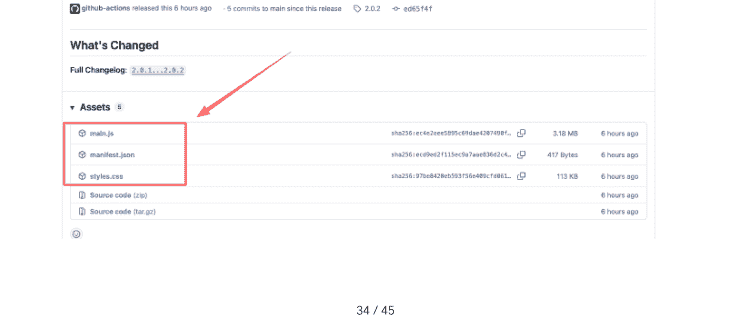 github-actions released this 6 hours ago · 5 commits to main since this release 2.0.2 ed65f4f
What's Changed
Full Changelog: 2.0.1...2.0.2
Assets 5
main.js 3.18 MB 6 hours ago
manifest.json 417 Bytes 6 hours ago
styles.css 113 KB 6 hours ago
Source code (zip) 6 hours ago
Source code (tar.gz) 6 hours ago
34 / 45